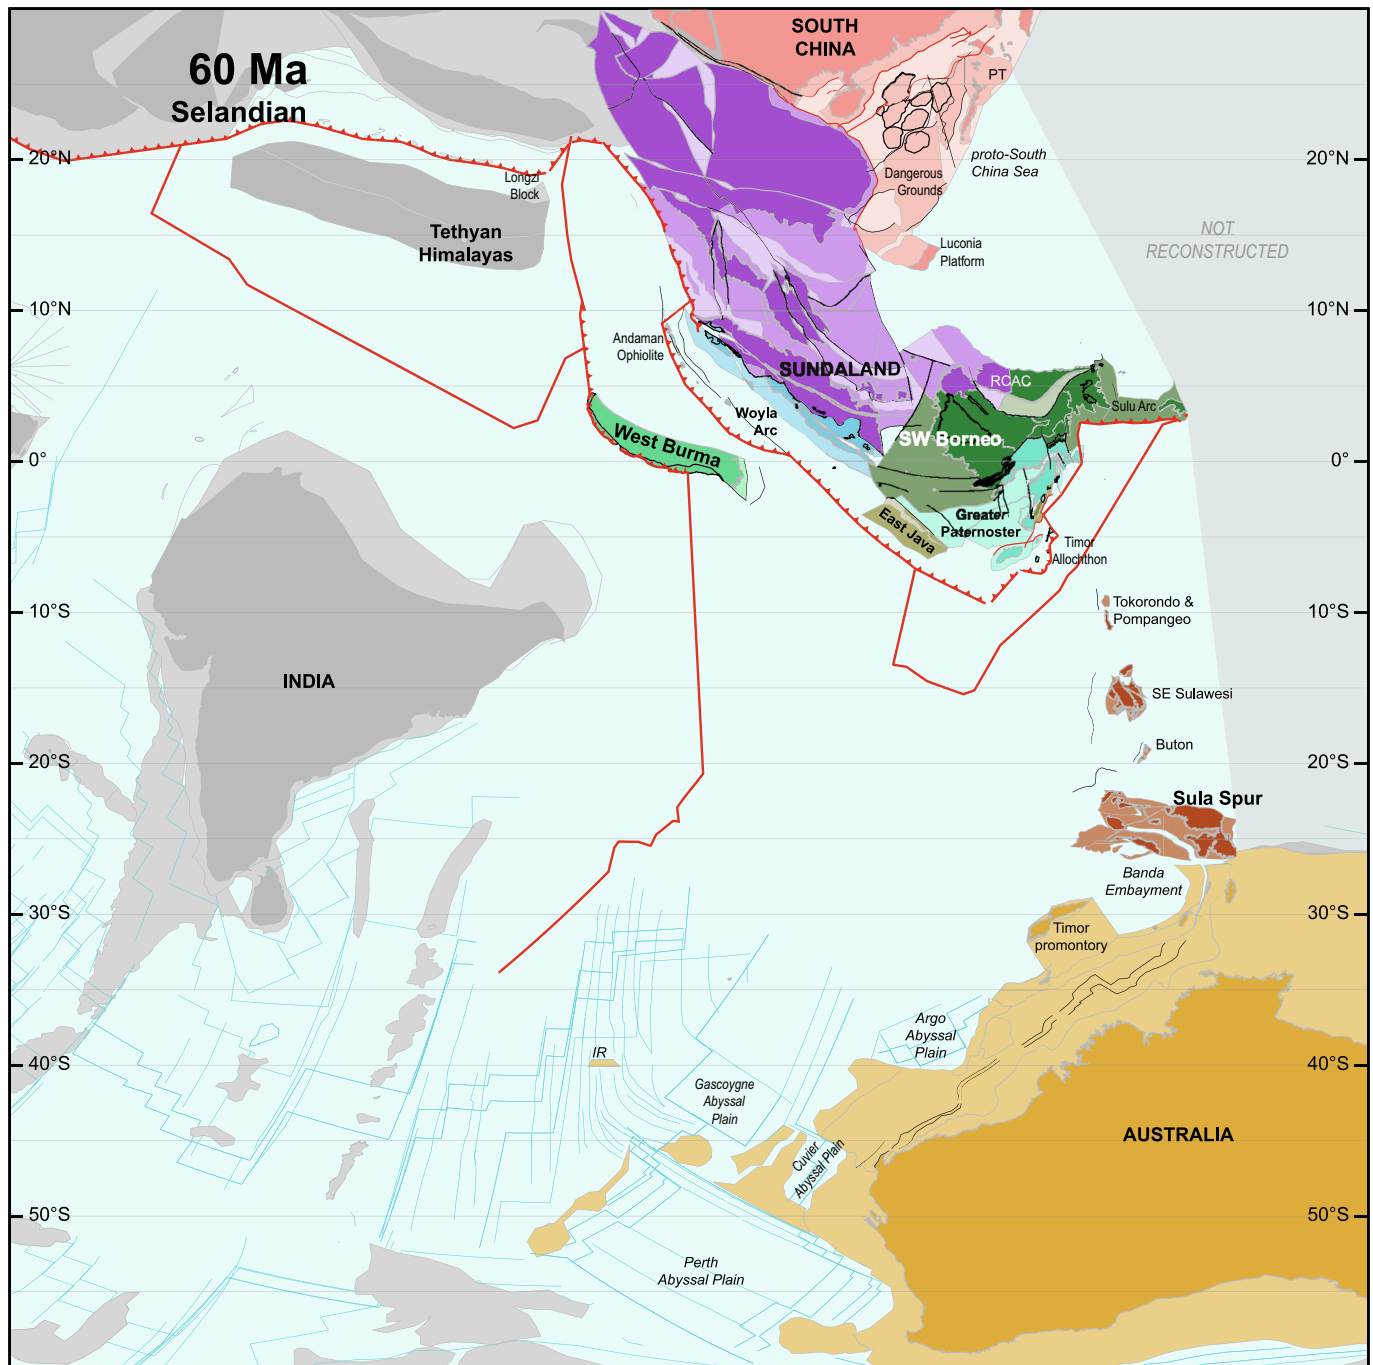 SOUTH
CHINA
60 Ma
Selandian
PT
20°N
20°N
proto-South
China Sea
Longzi
Block
Dangerous
Grounds
Tethyan
Himalayas
NOT
RECONSTRUCTED
Luconia
Platform
10°N
10°N
Andaman
Ophiolite
SUNDALAND
RCAC
Sulu Arc
Woyla
Arc
West Burma
SW Borneo
0°
0°
East Java
Greater
Paternoster
Timor
Allochthon
10°S
10°S
Tokorondo &
Pompangeo
INDIA
SE Sulawesi
Buton
20°S
20°S
Sula Spur
Banda
Embayment
30°S
30°S
Timor
promontory
Argo
Abyssal
Plain
IR
40°S
40°S
Gascoygne
Abyssal
Plain
Cuvier
Abyssal Plain
AUSTRALIA
50°S
50°S
Perth
Abyssal Plain